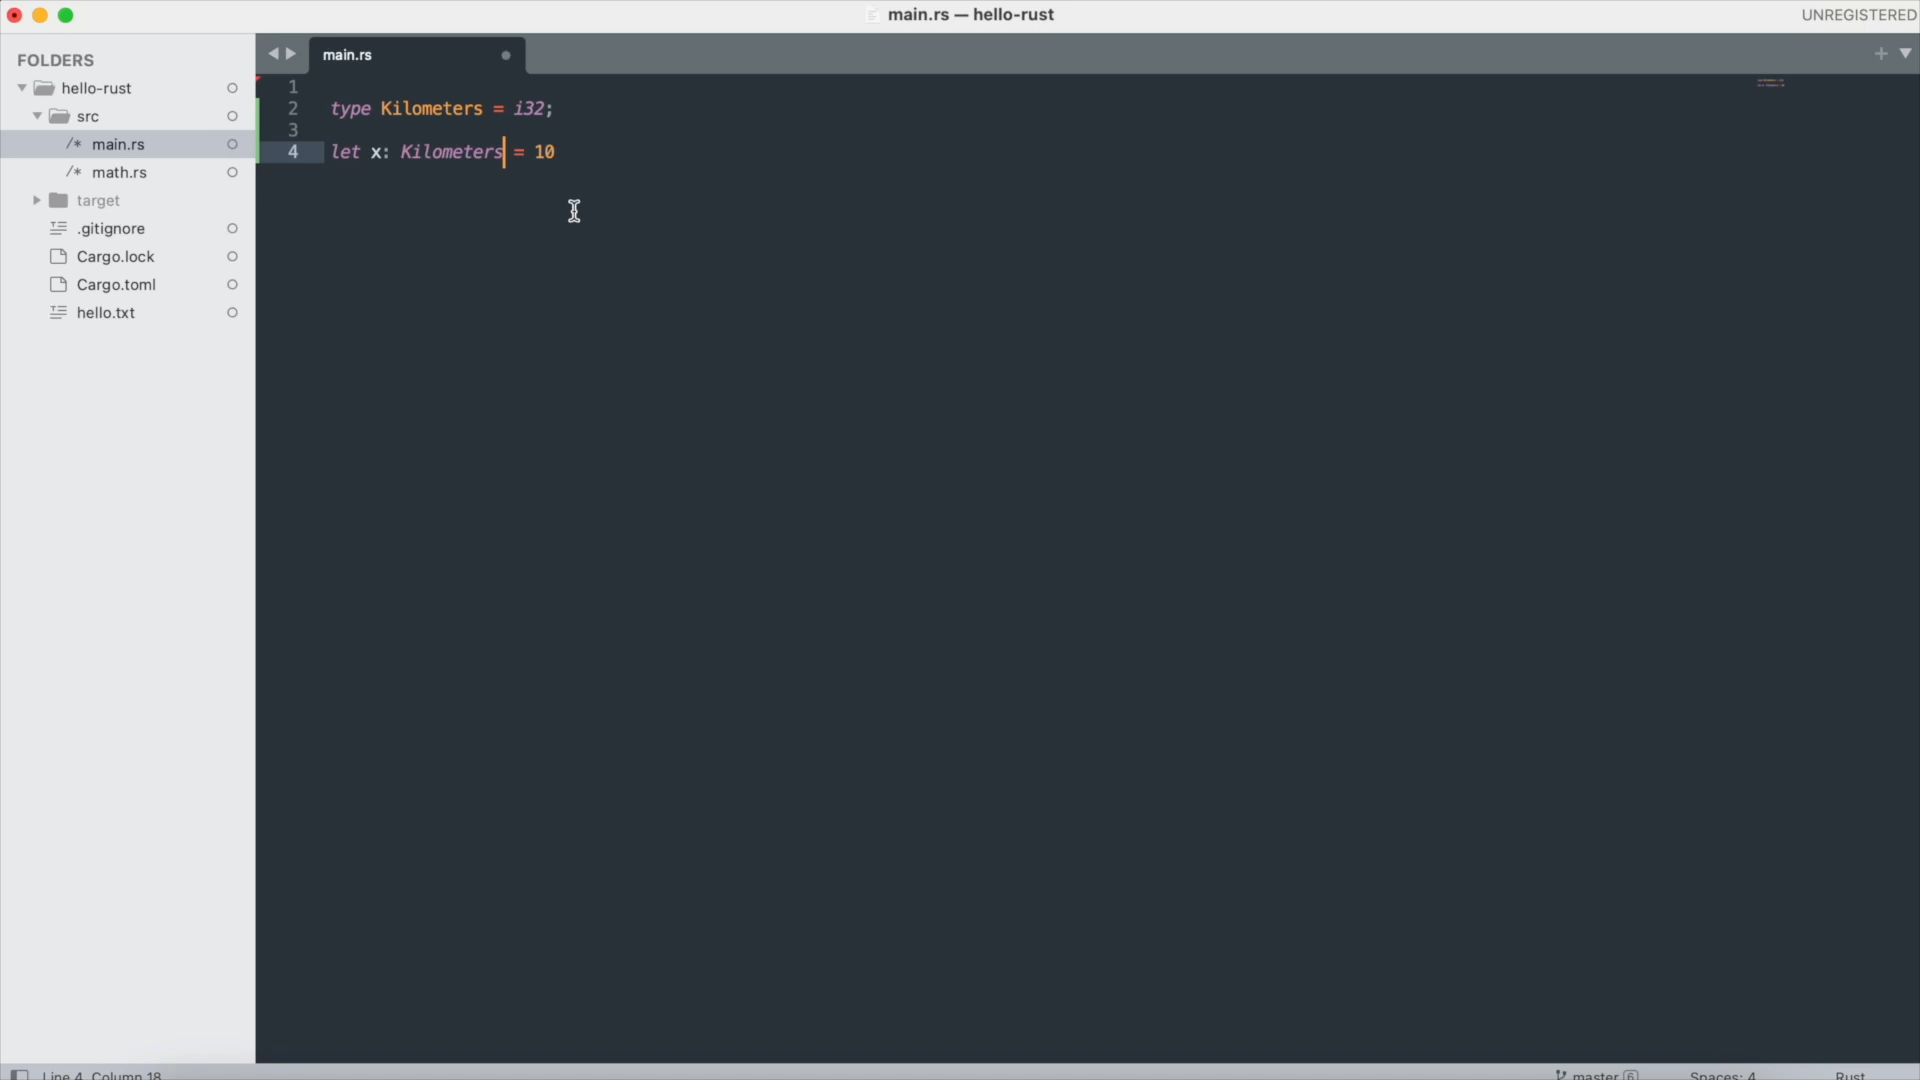 main.rs — hello-rust
UNREGISTERED
FOLDERS
hello-rust
src
/* main.rs
/* math.rs
target
.gitignore
Cargo.lock
Cargo.toml
hello.txt
main.rs
1
2 type Kilometers = i32;
3
4 let x: Kilometers = 10
Line 4, Column 18
master 6
Spaces: 4
Rust